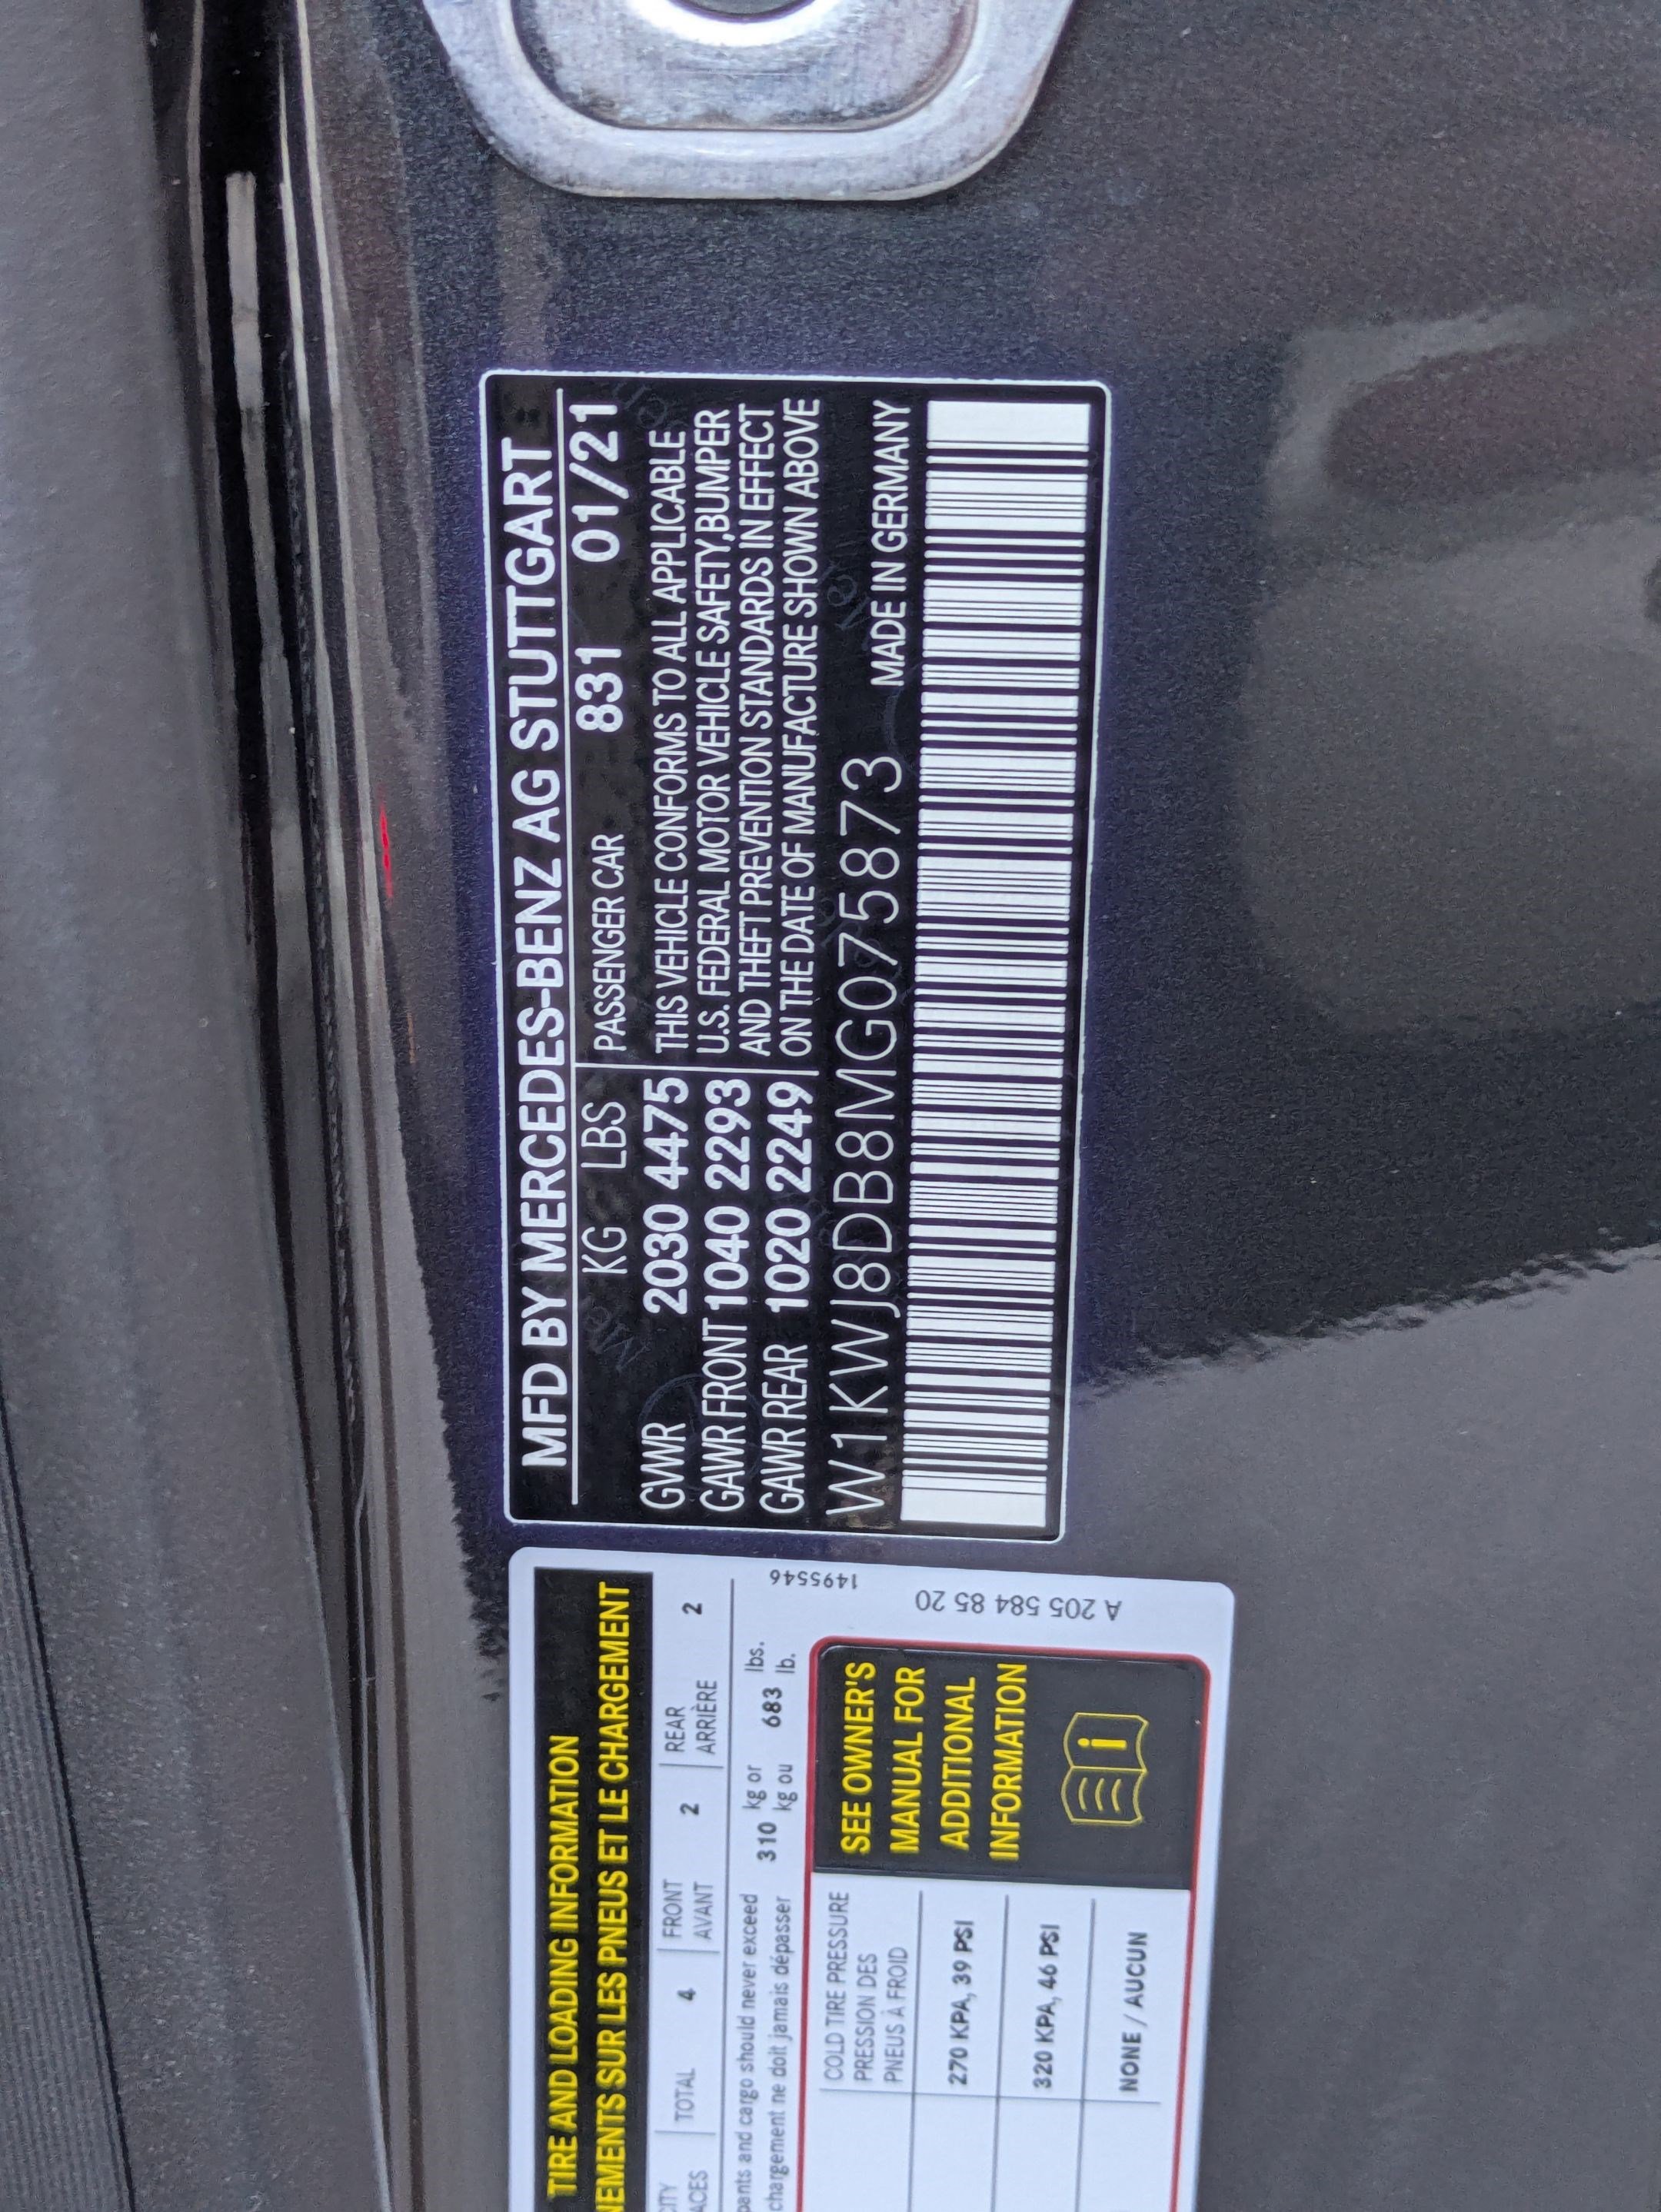 MFD BY MERCEDES-BENZ AG STUTTGART
KG LBS PASSENGER CAR 831 01/21
GVWR 2030 4475 THIS VEHICLE CONFORMS TO ALL APPLICABLE
GAWR FRONT 1040 2293 U.S. FEDERAL MOTOR VEHICLE SAFETY,BUMPER
GAWR REAR 1020 2249 AND THEFT PREVENTION STANDARDS IN EFFECT
ON THE DATE OF MANUFACTURE SHOWN ABOVE
W1KWJ8DB8MG075873 MADE IN GERMANY
TIRE AND LOADING INFORMATION
SUR LES PNEUS ET LE CHARGEMENT
TOTAL 4 FRONT 2 REAR 2
AVANT ARRIÈRE
and cargo should never exceed 310 kg or 683 lbs.
chargement ne doit jamais dépasser kg ou lb.
COLD TIRE PRESSURE
PRESSION DES
PNEUS À FROID
270 KPA, 39 PSI
320 KPA, 46 PSI
NONE / AUCUN
SEE OWNER'S
MANUAL FOR
ADDITIONAL
INFORMATION
1495546
A 205 584 85 20